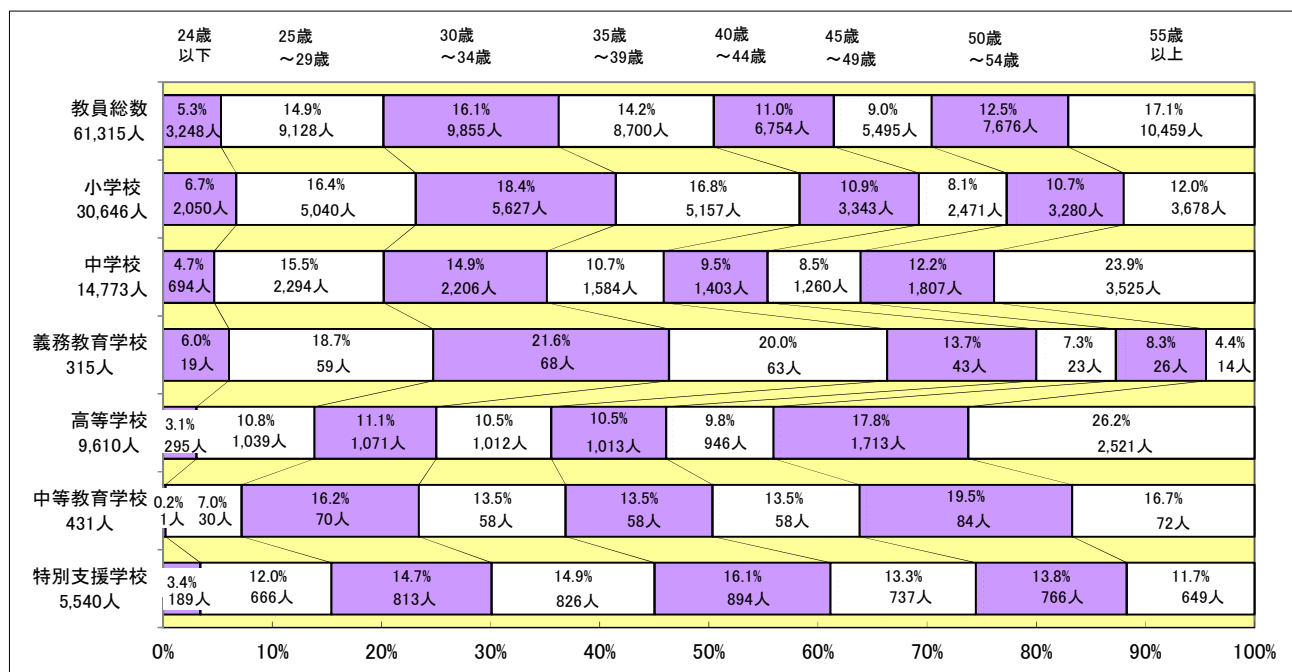 24歳
以下
25歳
～29歳
30歳
～34歳
35歳
～39歳
40歳
～44歳
45歳
～49歳
50歳
～54歳
55歳
以上
教員総数
61,315人
5.3% 14.9% 16.1% 14.2% 11.0% 9.0% 12.5% 17.1%
3,248人 9,128人 9,855人 8,700人 6,754人 5,495人 7,676人 10,459人
小学校
30,646人
6.7% 16.4% 18.4% 16.8% 10.9% 8.1% 10.7% 12.0%
2,050人 5,040人 5,627人 5,157人 3,343人 2,471人 3,280人 3,678人
中学校
14,773人
4.7% 15.5% 14.9% 10.7% 9.5% 8.5% 12.2% 23.9%
694人 2,294人 2,206人 1,584人 1,403人 1,260人 1,807人 3,525人
義務教育学校
315人
6.0% 18.7% 21.6% 20.0% 13.7% 7.3% 8.3% 4.4%
19人 59人 68人 63人 43人 23人 26人 14人
高等学校
9,610人
3.1% 10.8% 11.1% 10.5% 10.5% 9.8% 17.8% 26.2%
295人 1,039人 1,071人 1,012人 1,013人 946人 1,713人 2,521人
中等教育学校
431人
0.2% 7.0% 16.2% 13.5% 13.5% 13.5% 19.5% 16.7%
1人 30人 70人 58人 58人 58人 84人 72人
特別支援学校
5,540人
3.4% 12.0% 14.7% 14.9% 16.1% 13.3% 13.8% 11.7%
189人 666人 813人 826人 894人 737人 766人 649人
0% 10% 20% 30% 40% 50% 60% 70% 80% 90% 100%